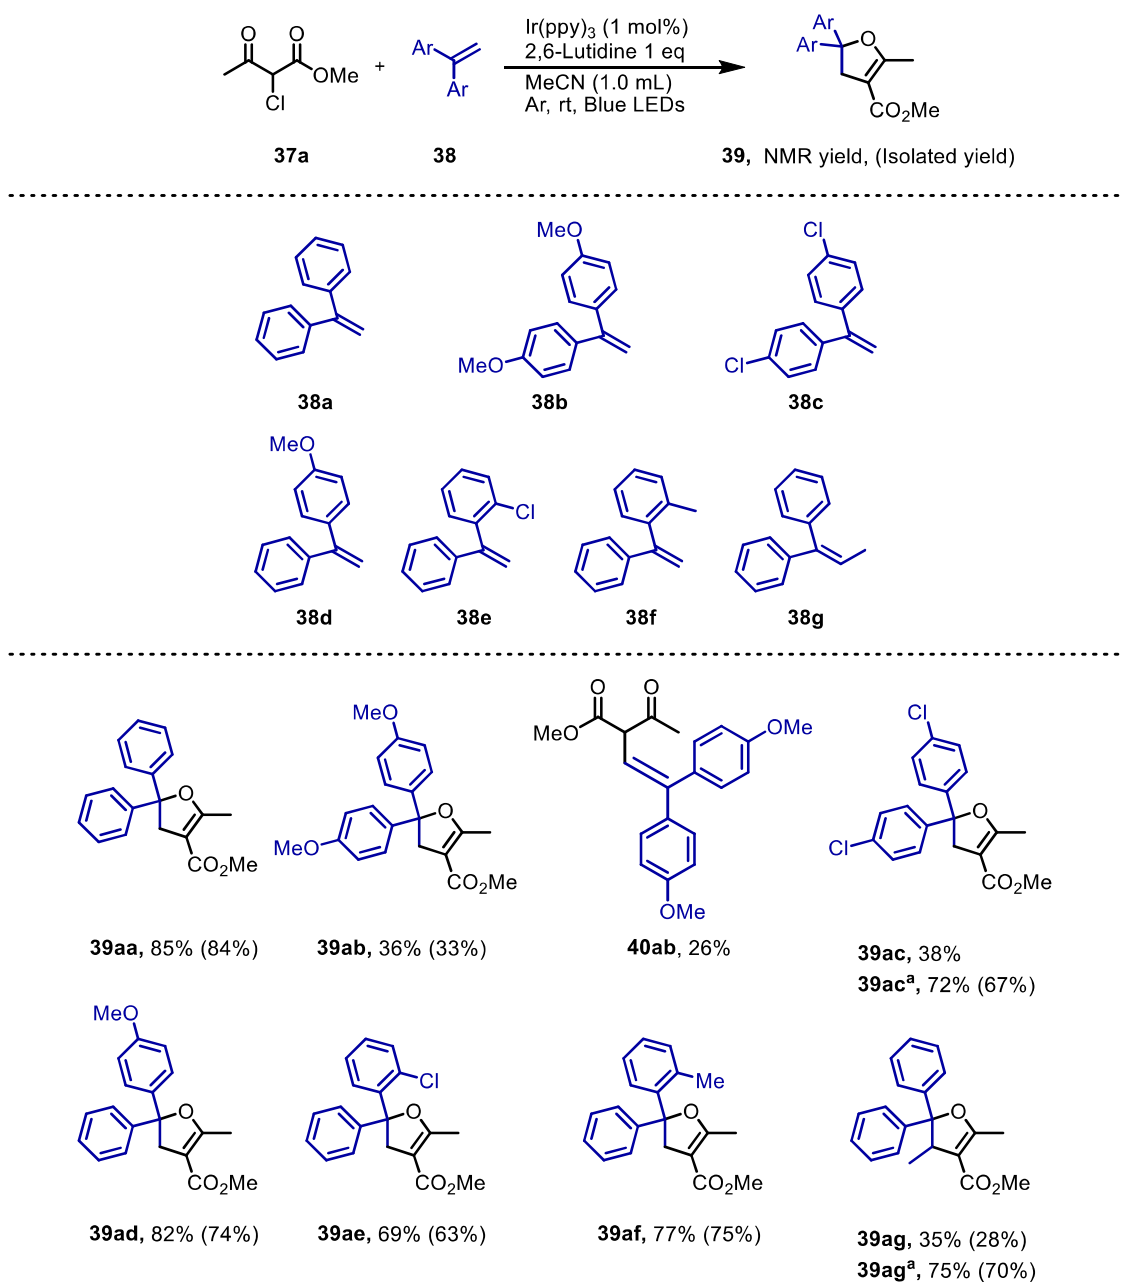 O O
Me OMe
Cl
37a
+
Ar
Ar
38
Ir(ppy)₃ (1 mol%)
2,6-Lutidine 1 eq
MeCN (1.0 mL)
Ar, rt, Blue LEDs
Ar
Ar O
CO₂Me
39, NMR yield, (Isolated yield)
38a
MeO
MeO
38b
Cl
Cl
38c
MeO
38d
Cl
38e
38f
38g
O
CO₂Me
39aa, 85% (84%)
MeO
MeO O
CO₂Me
39ab, 36% (33%)
O O
MeO OMe
OMe
40ab, 26%
Cl
Cl O
CO₂Me
39ac, 38%
39acᵃ, 72% (67%)
MeO
O
CO₂Me
39ad, 82% (74%)
Cl
O
CO₂Me
39ae, 69% (63%)
Me
O
CO₂Me
39af, 77% (75%)
O
CO₂Me
39ag, 35% (28%)
39agᵃ, 75% (70%)